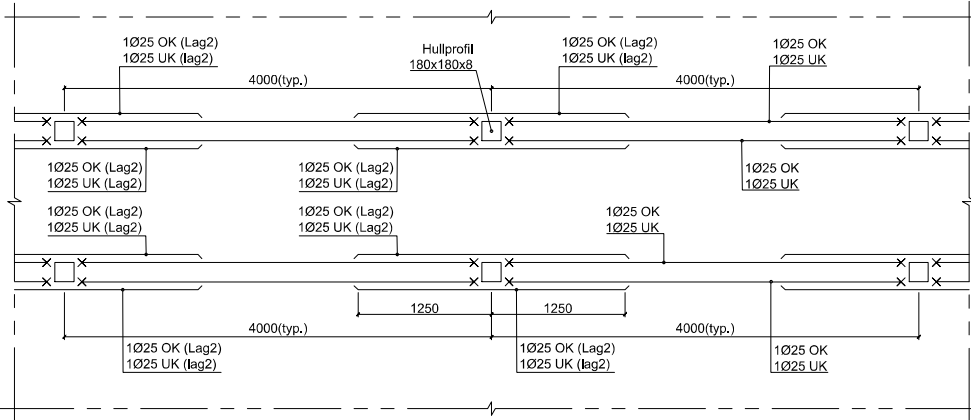 1Ø25 OK (Lag2)
1Ø25 UK (lag2)
Hullprofil
180x180x8
1Ø25 OK (Lag2)
1Ø25 UK (lag2)
1Ø25 OK
1Ø25 UK
4000(typ.)
4000(typ.)
1Ø25 OK (Lag2)
1Ø25 UK (Lag2)
1Ø25 OK (Lag2)
1Ø25 UK (Lag2)
1Ø25 OK
1Ø25 UK
1Ø25 OK (Lag2)
1Ø25 UK (Lag2)
1Ø25 OK (Lag2)
1Ø25 UK (Lag2)
1Ø25 OK
1Ø25 UK
1250
1250
4000(typ.)
4000(typ.)
1Ø25 OK (Lag2)
1Ø25 UK (lag2)
1Ø25 OK (Lag2)
1Ø25 UK (lag2)
1Ø25 OK
1Ø25 UK